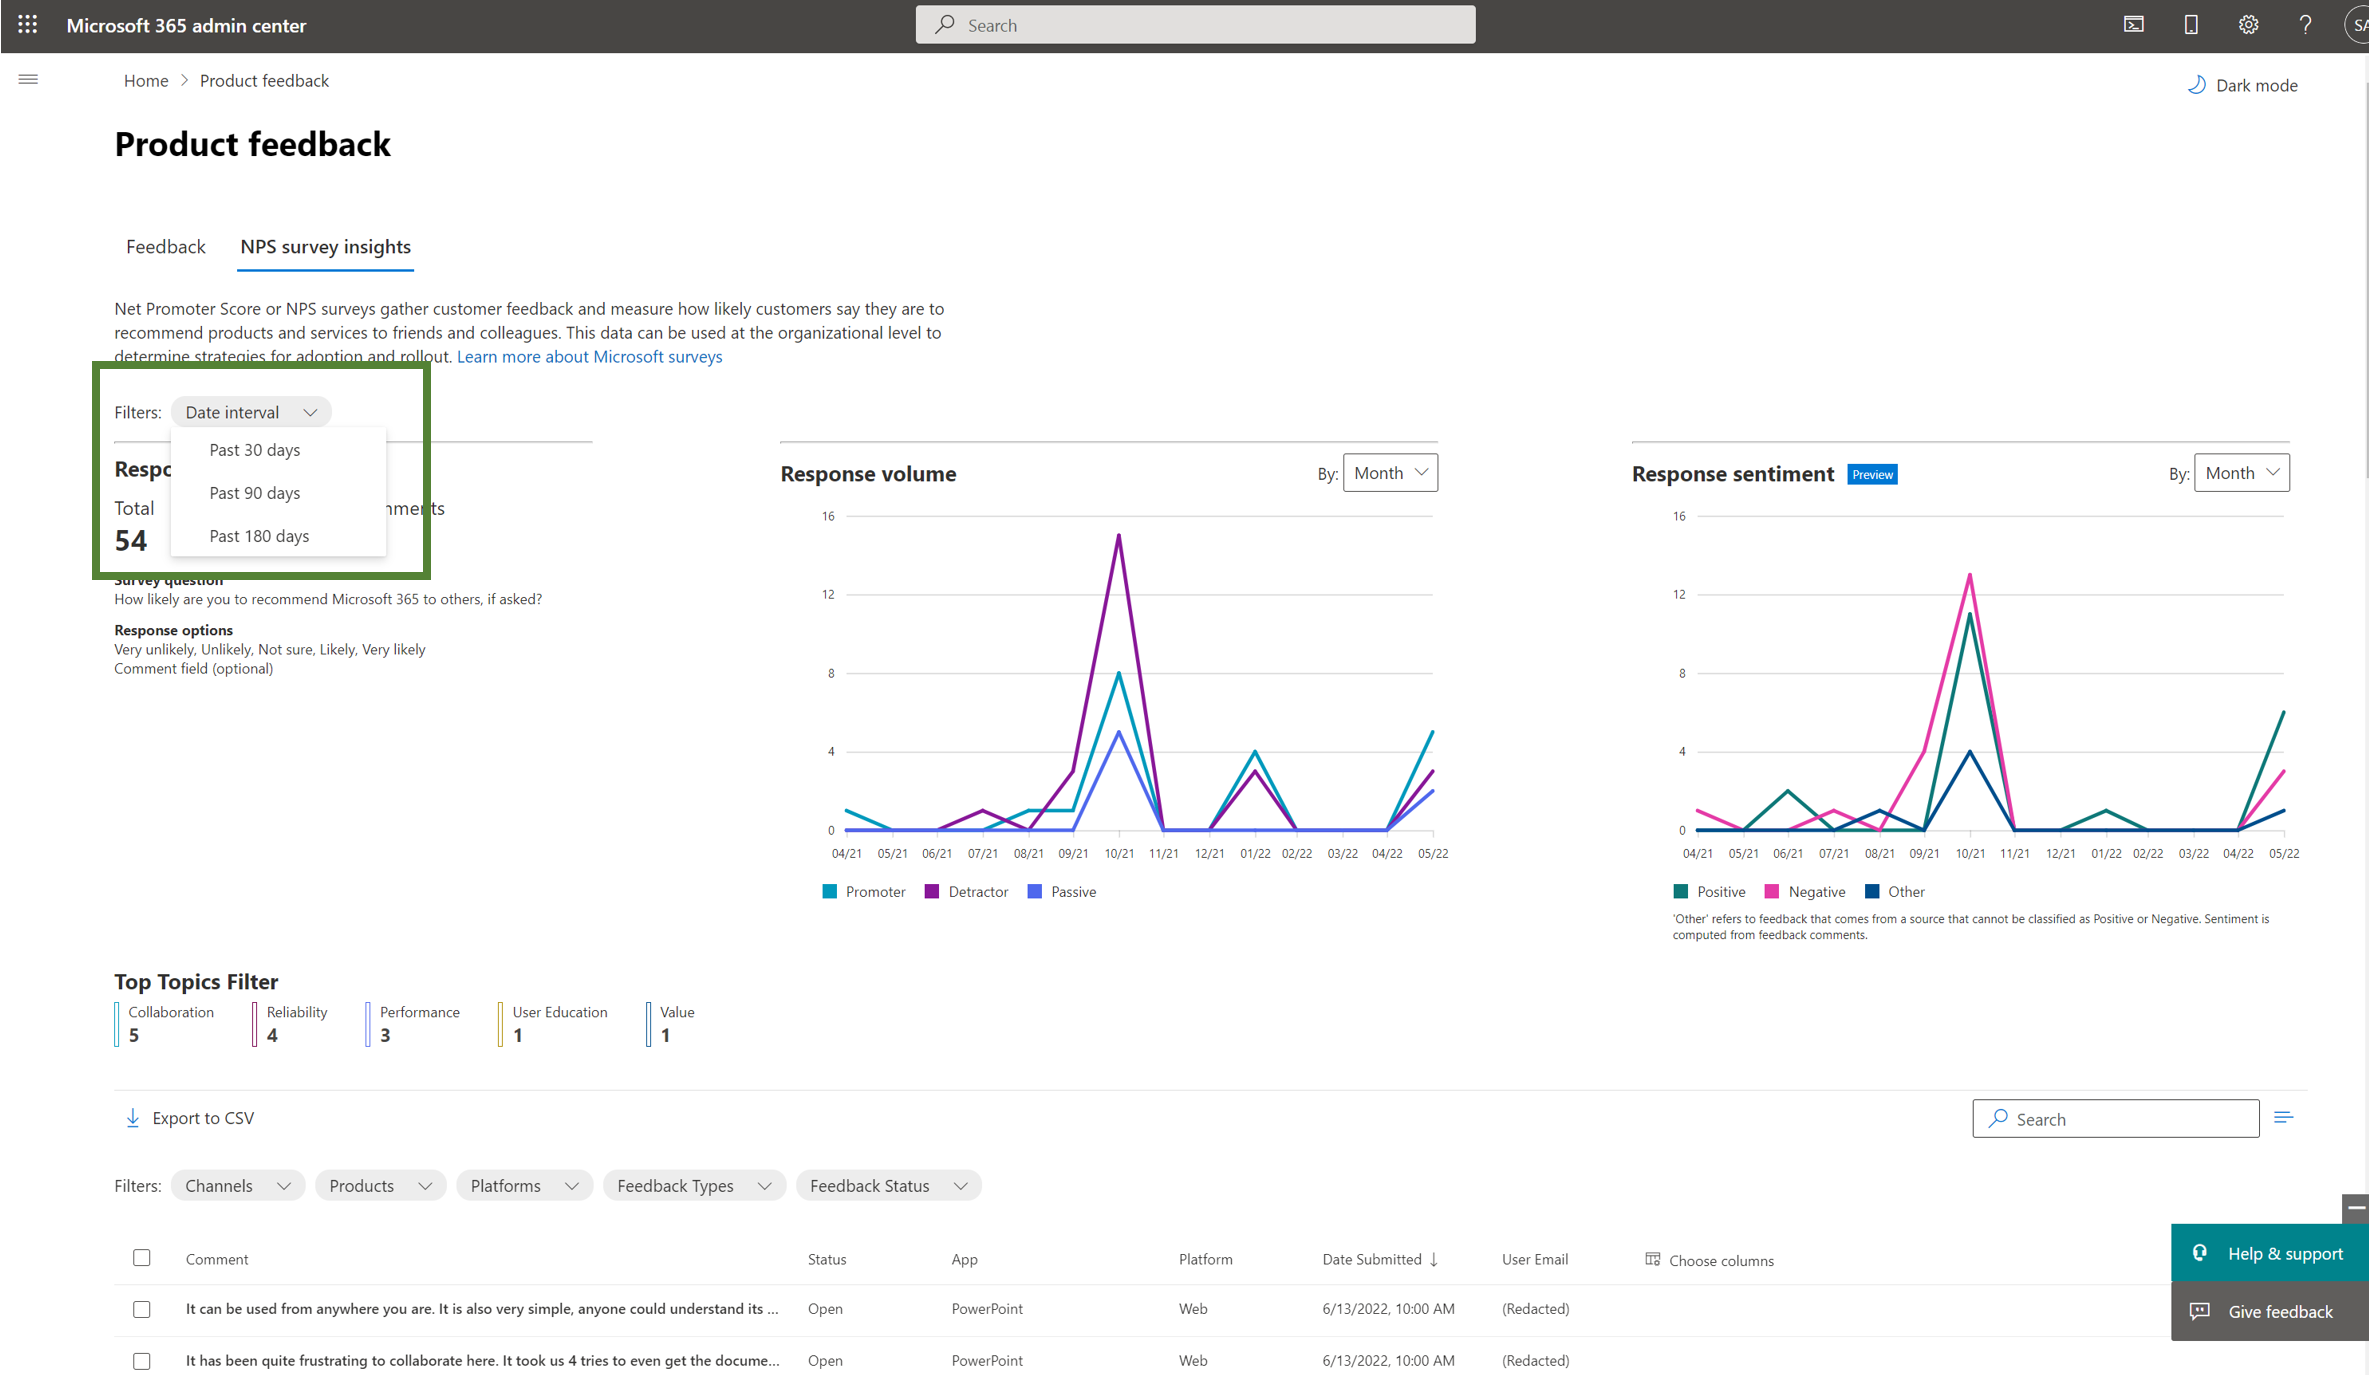 Microsoft 365 admin center
Search
SA
Home > Product feedback
Dark mode
Product feedback
Feedback
NPS survey insights
Net Promoter Score or NPS surveys gather customer feedback and measure how likely customers say they are to
recommend products and services to friends and colleagues. This data can be used at the organizational level to
determine strategies for adoption and rollout. Learn more about Microsoft surveys
Filters: Date interval
Past 30 days
Past 90 days
Past 180 days
Total
54
Survey question
How likely are you to recommend Microsoft 365 to others, if asked?
Response options
Very unlikely, Unlikely, Not sure, Likely, Very likely
Comment field (optional)
Response volume
By: Month
16
12
8
4
0
04/21 05/21 06/21 07/21 08/21 09/21 10/21 11/21 12/21 01/22 02/22 03/22 04/22 05/22
Promoter Detractor Passive
Response sentiment Preview
By: Month
16
12
8
4
0
04/21 05/21 06/21 07/21 08/21 09/21 10/21 11/21 12/21 01/22 02/22 03/22 04/22 05/22
Positive Negative Other
'Other' refers to feedback that comes from a source that cannot be classified as Positive or Negative. Sentiment is
computed from feedback comments.
Top Topics Filter
Collaboration
5
Reliability
4
Performance
3
User Education
1
Value
1
Export to CSV
Search
Filters: Channels Products Platforms Feedback Types Feedback Status
Comment Status App Platform Date Submitted ↓ User Email Choose columns
It can be used from anywhere you are. It is also very simple, anyone could understand its ... Open PowerPoint Web 6/13/2022, 10:00 AM (Redacted)
It has been quite frustrating to collaborate here. It took us 4 tries to even get the docume... Open PowerPoint Web 6/13/2022, 10:00 AM (Redacted)
Help & support
Give feedback